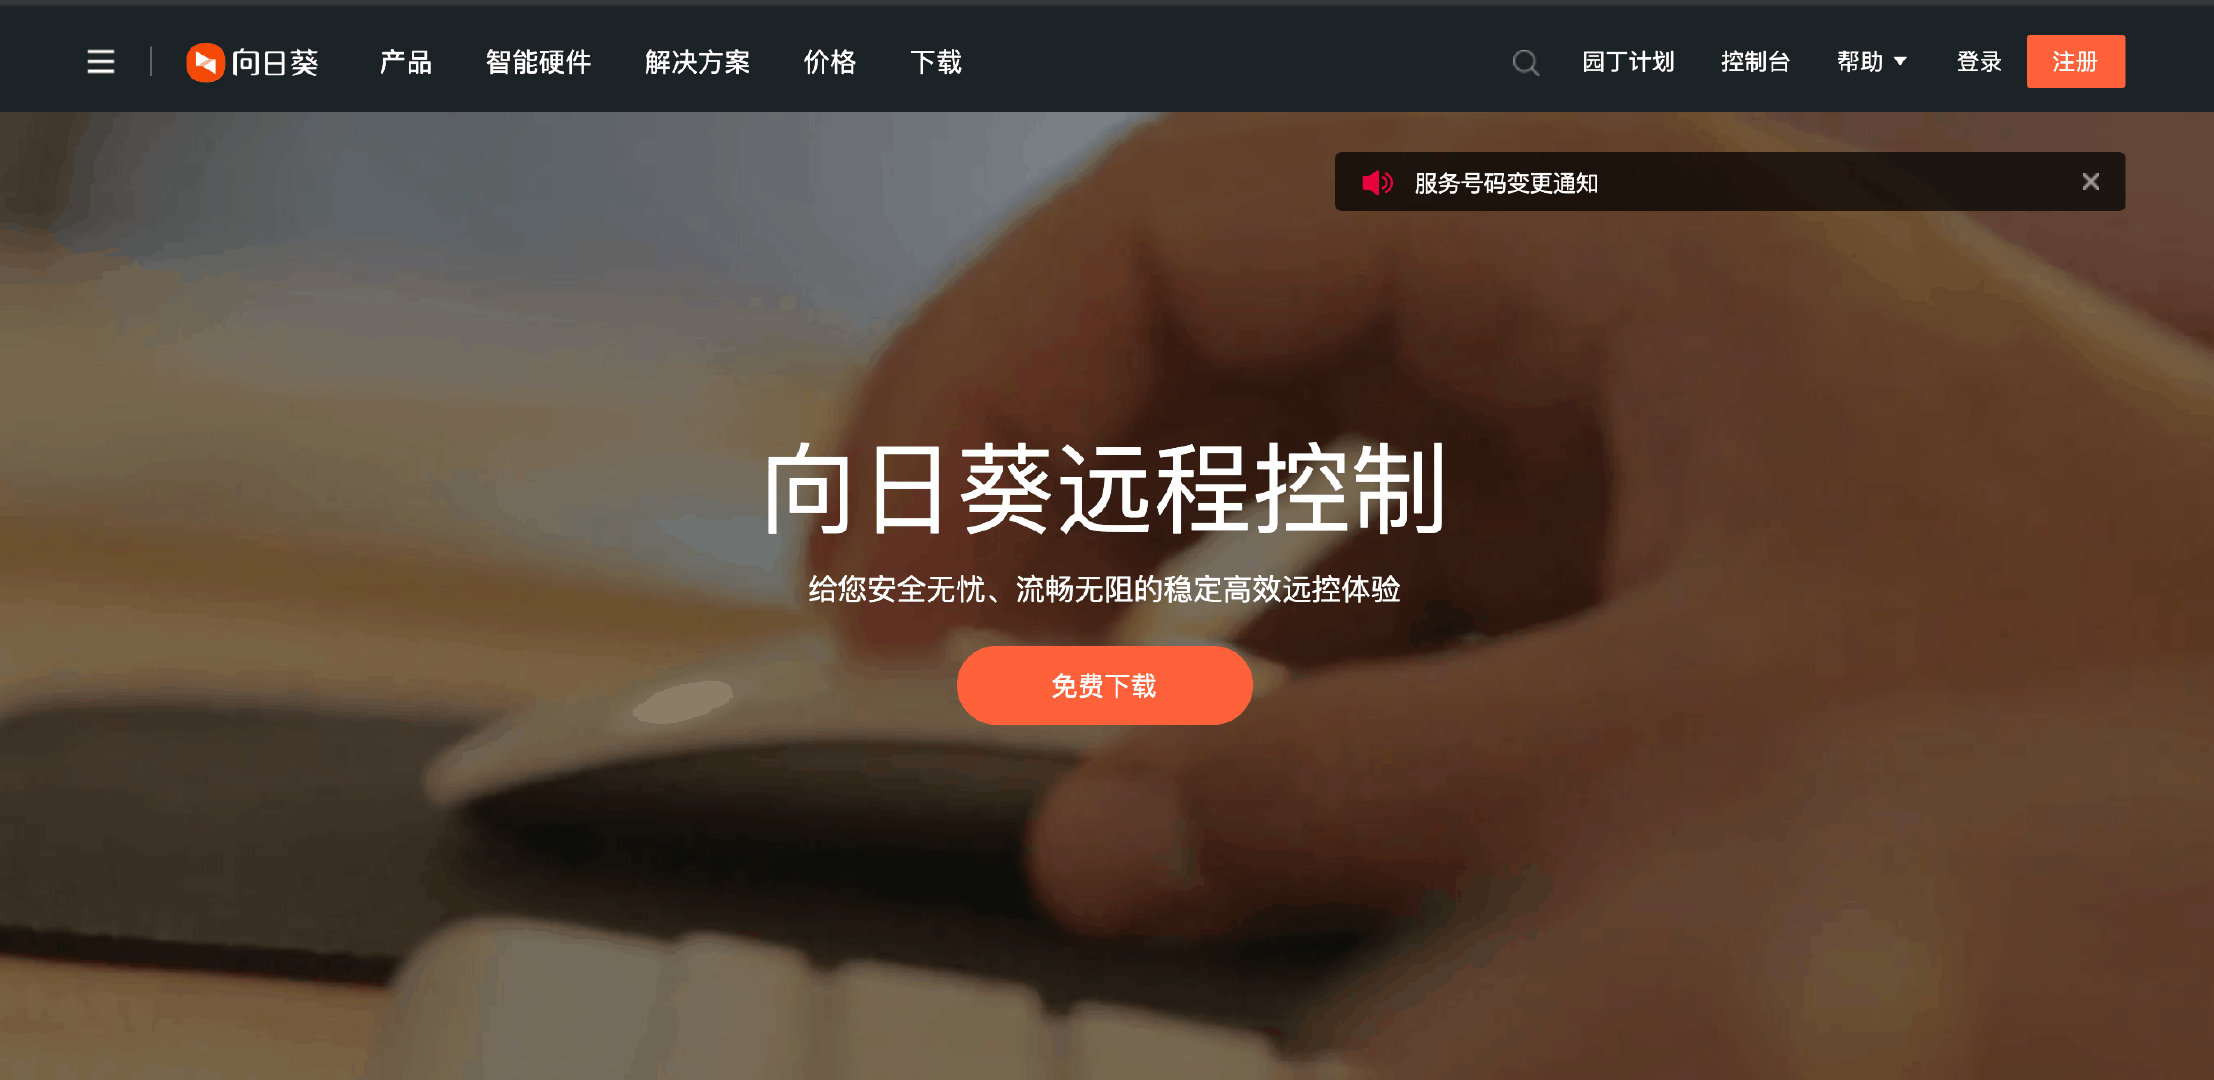 向日葵
产品
智能硬件
解决方案
价格
下载
园丁计划
控制台
帮助
登录
注册
服务号码变更通知
向日葵远程控制
给您安全无忧、流畅无阻的稳定高效远控体验
免费下载